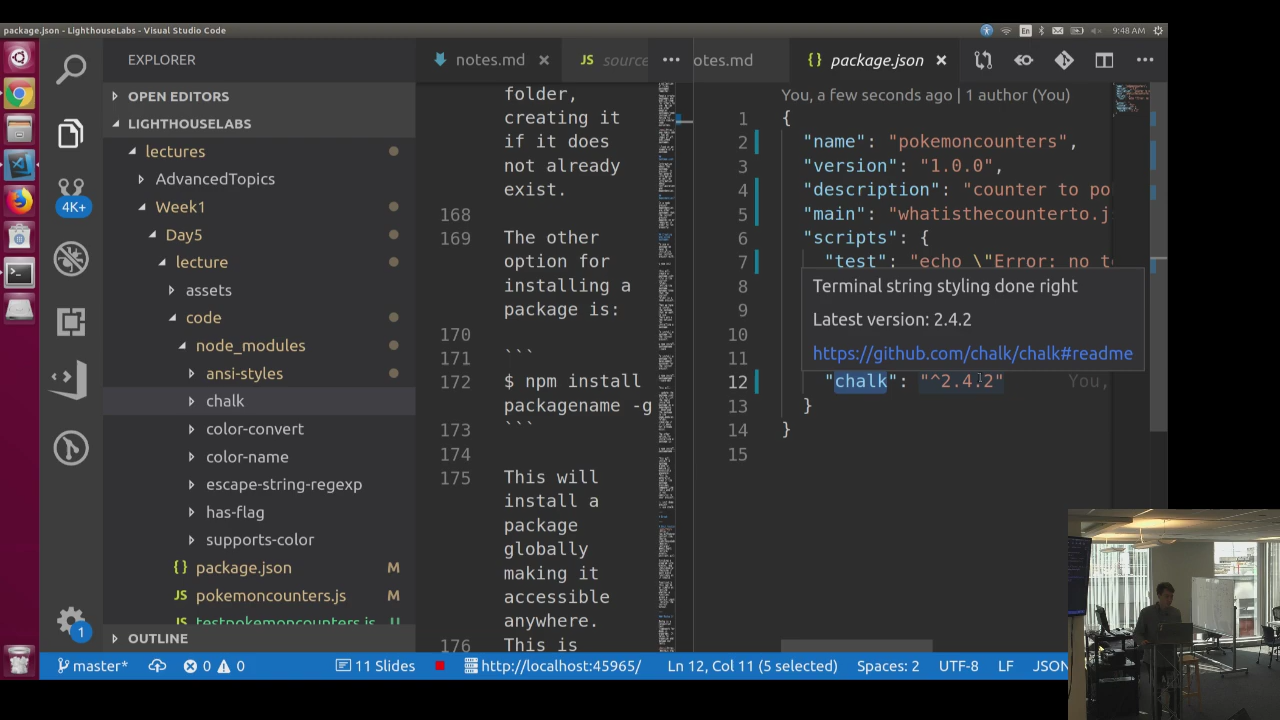 package.json - LighthouseLabs - Visual Studio Code
En
9:48 AM
EXPLORER
OPEN EDITORS
LIGHTHOUSELABS
lectures
AdvancedTopics
Week1
Day5
lecture
assets
code
node_modules
ansi-styles
chalk
color-convert
color-name
escape-string-regexp
has-flag
supports-color
{} package.json M
JS pokemoncounters.js M
testpokemoncounters.js U
OUTLINE
4K+
1
notes.md
JS source
folder,
creating it
if it does
not already
exist.
168
169 The other
option for
installing a
package is:
170
171 ```
172 $ npm install
packagename -g
173 ```
174
175 This will
install a
package
globally
making it
accessible
anywhere.
176 This is
otes.md
{} package.json
You, a few seconds ago | 1 author (You)
1 {
2 "name": "pokemoncounters",
3 "version": "1.0.0",
4 "description": "counter to po
5 "main": "whatisthecounterto.j
6 "scripts": {
7 "test": "echo \"Error: no t
8
9
10
11
Terminal string styling done right
Latest version: 2.4.2
https://github.com/chalk/chalk#readme
12 "chalk": "^2.4.2" You,
13 }
14 }
15
master* 0 0 11 Slides http://localhost:45965/ Ln 12, Col 11 (5 selected) Spaces: 2 UTF-8 LF JSON